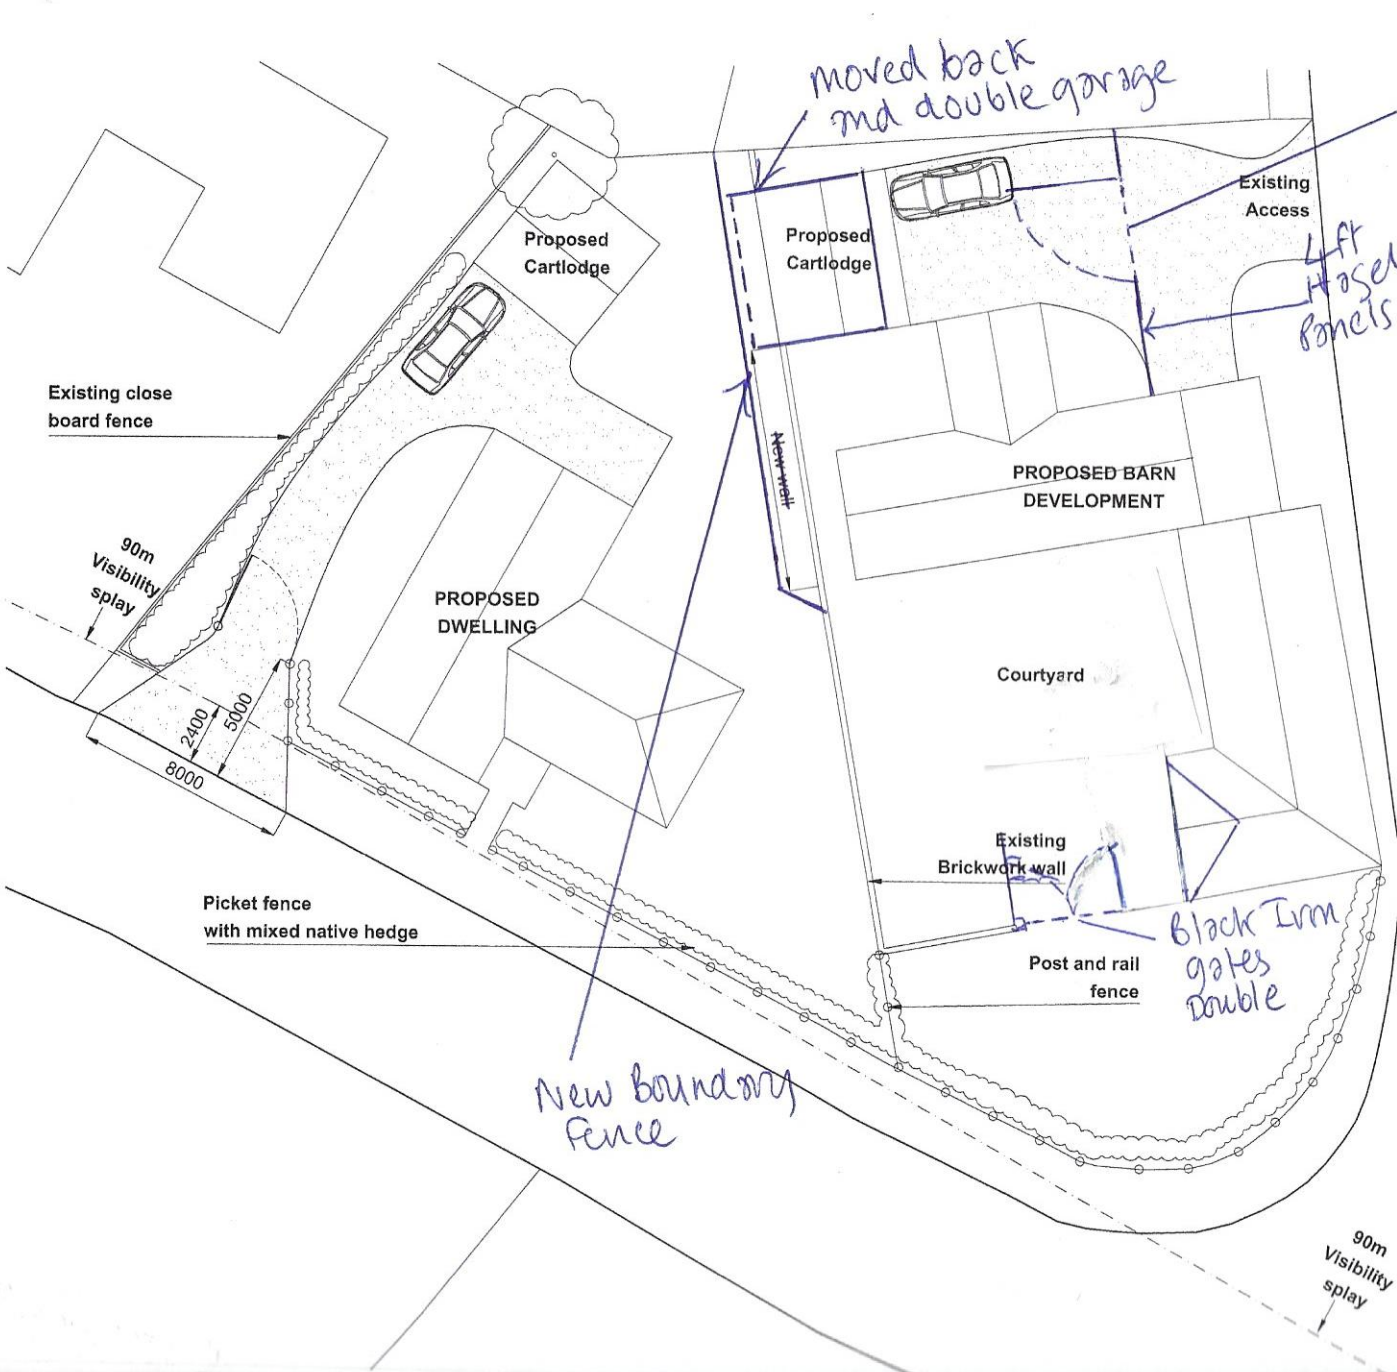 moved back
and double garage
Existing
Access
4ft
Hazel
Panels
Proposed
Cartlodge
Proposed
Cartlodge
Existing close
board fence
New wall
PROPOSED BARN
DEVELOPMENT
90m
Visibility
splay
PROPOSED
DWELLING
Courtyard
2400
5000
8000
Existing
Brickwork wall
Picket fence
with mixed native hedge
Black Iron
gates
Double
Post and rail
fence
New Boundary
Fence
90m
Visibility
splay